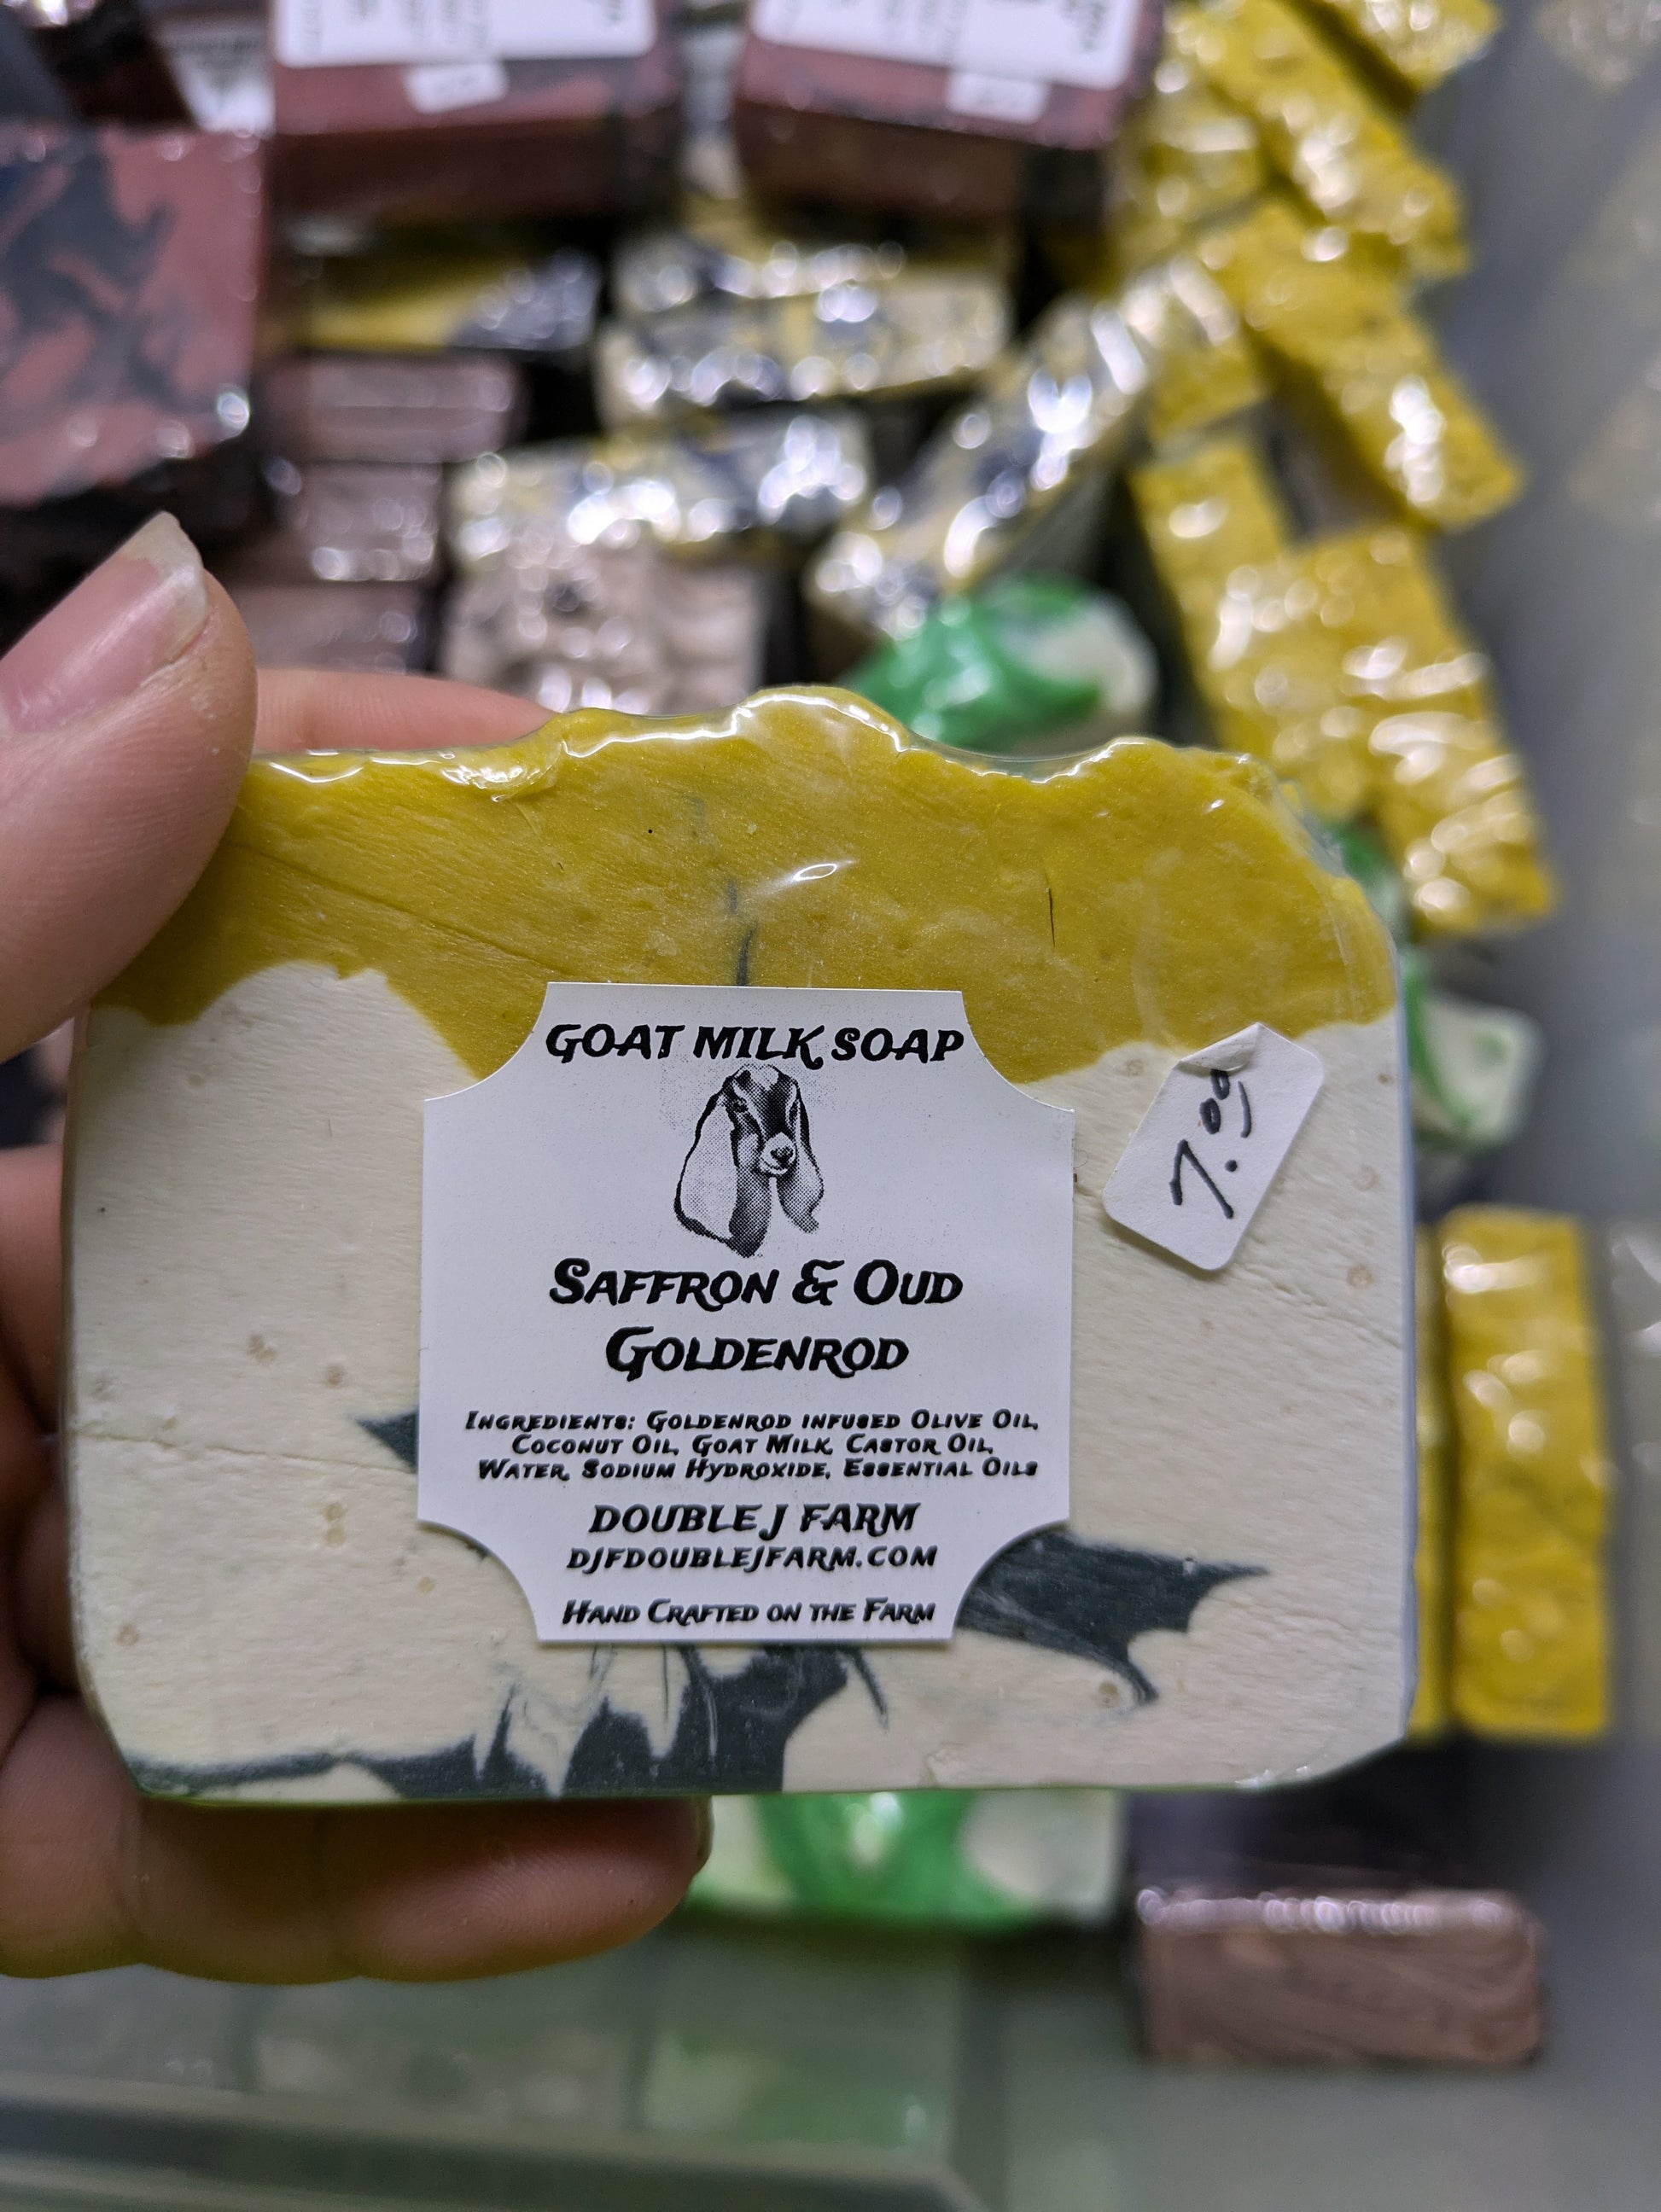 GOAT MILK SOAP
SAFFRON & OUD
GOLDENROD
INGREDIENTS: GOLDENROD INFUSED OLIVE OIL,
COCONUT OIL, GOAT MILK, CASTOR OIL,
WATER, SODIUM HYDROXIDE, ESSENTIAL OILS
DOUBLE J FARM
DJFDOUBLEJFARM.COM
HAND CRAFTED ON THE FARM
7.00